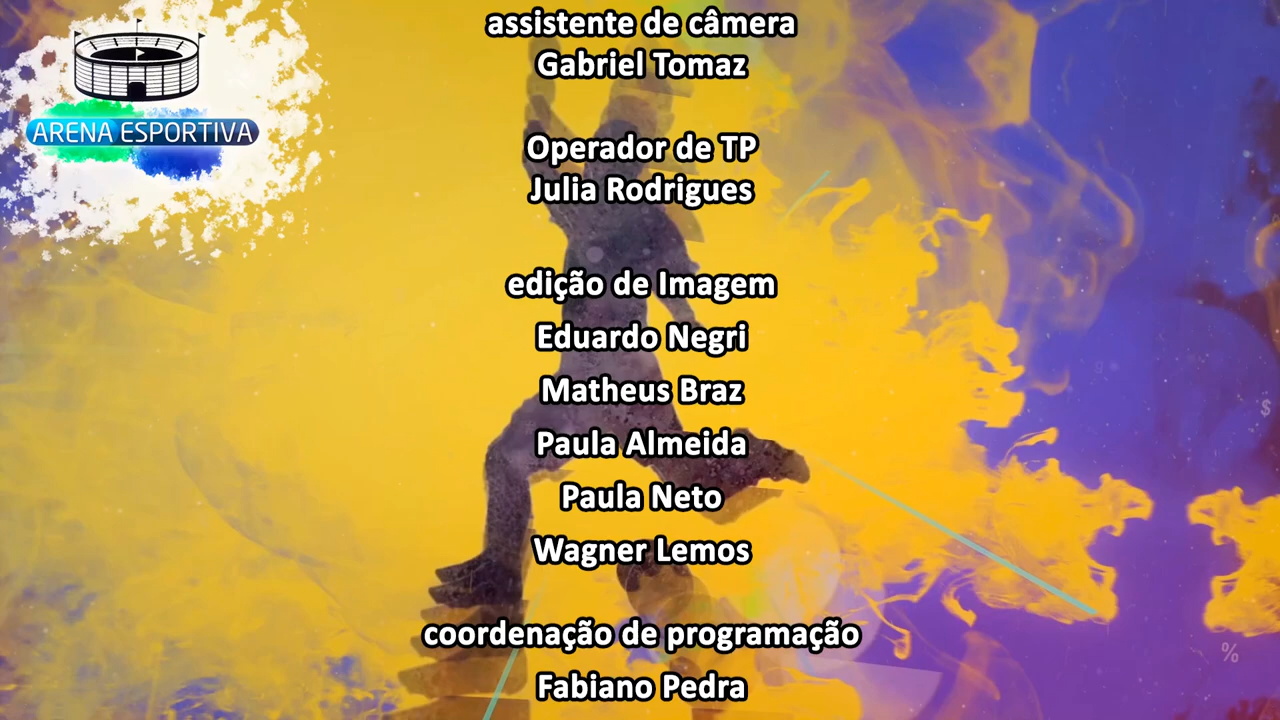 ARENA ESPORTIVA
assistente de câmera
Gabriel Tomaz
Operador de TP
Julia Rodrigues
edição de Imagem
Eduardo Negri
Matheus Braz
Paula Almeida
Paula Neto
Wagner Lemos
coordenação de programação
Fabiano Pedra
$
%